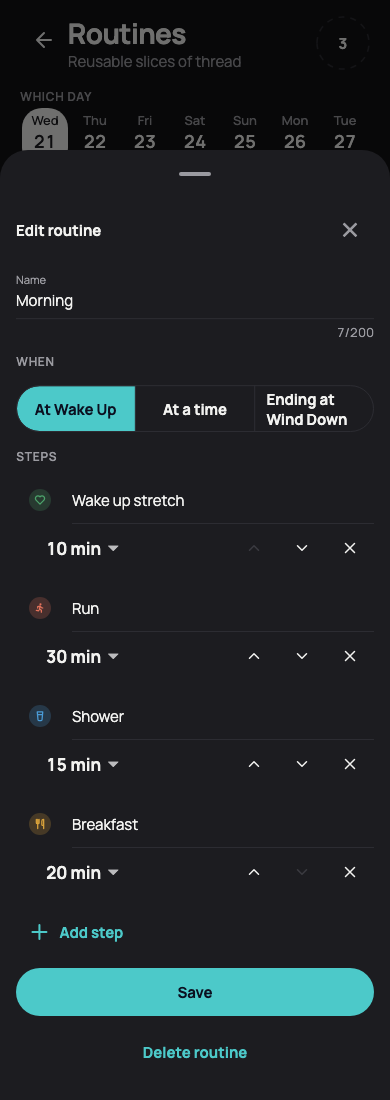 Routines
Reusable slices of thread
3
WHICH DAY
Wed Thu Fri Sat Sun Mon Tue
21 22 23 24 25 26 27
Edit routine
Name
Morning
7/200
WHEN
At Wake Up
At a time
Ending at
Wind Down
STEPS
Wake up stretch
10 min
Run
30 min
Shower
15 min
Breakfast
20 min
Add step
Save
Delete routine